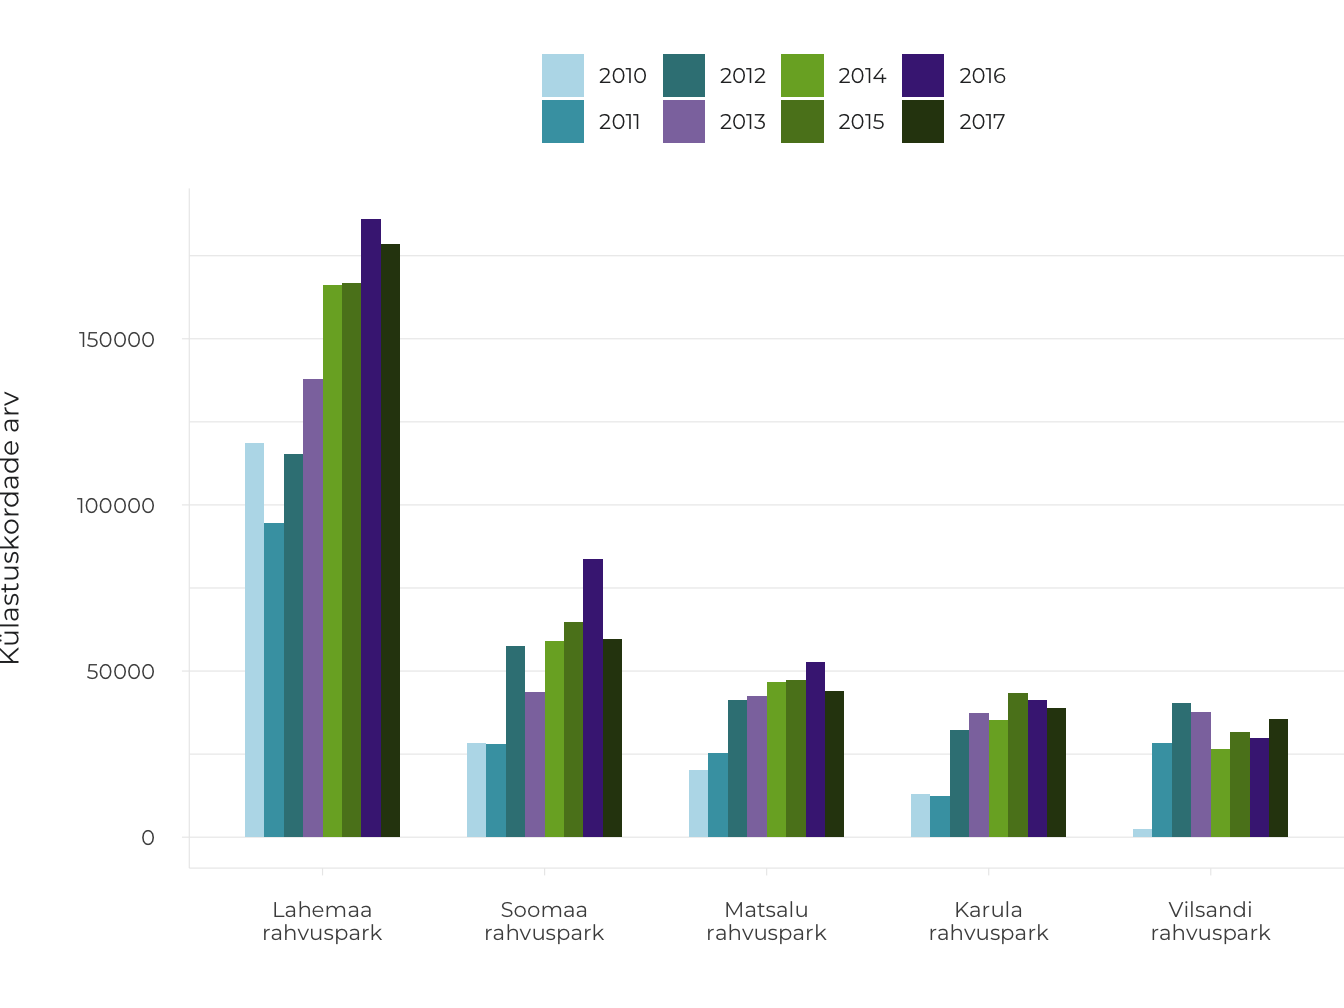 2010 2012 2014 2016
2011 2013 2015 2017
Külastuskordade arv
150000
100000
50000
0
Lahemaa rahvuspark
Soomaa rahvuspark
Matsalu rahvuspark
Karula rahvuspark
Vilsandi rahvuspark